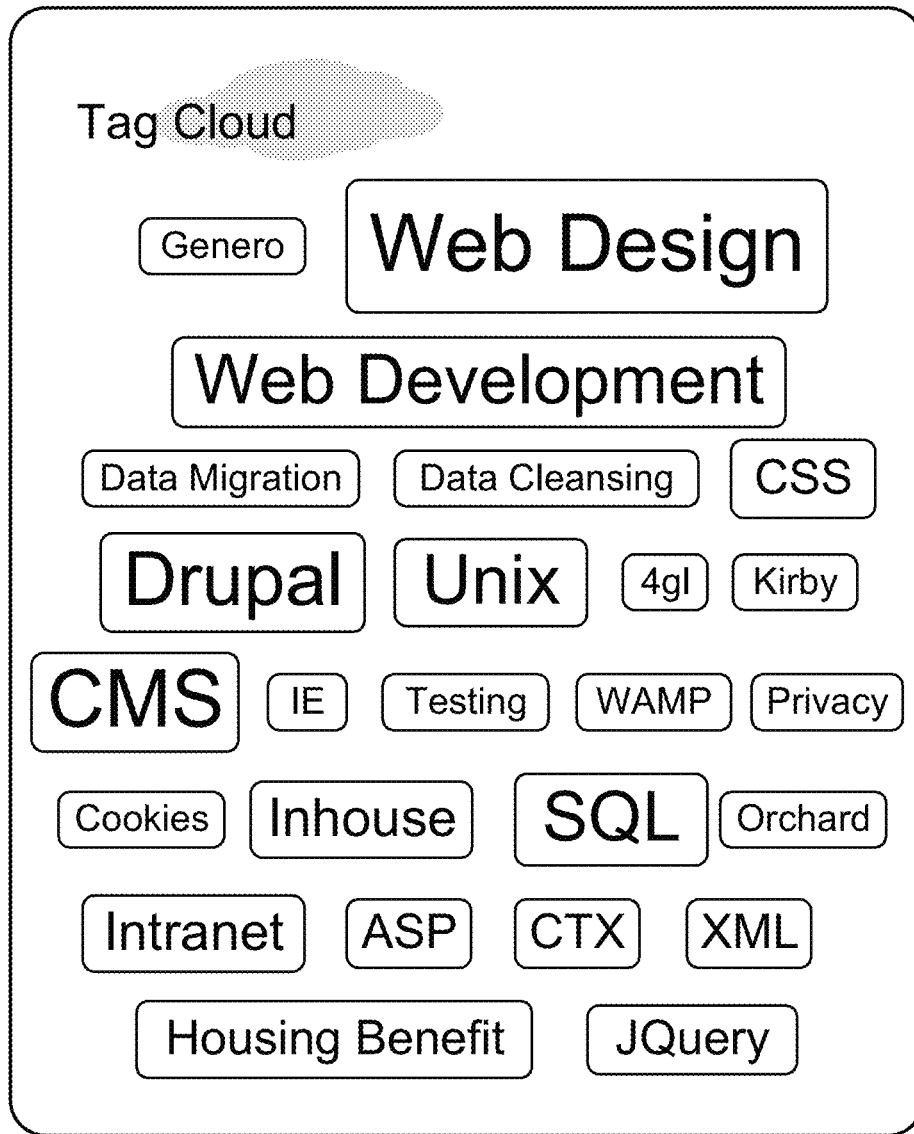 Tag Cloud
Genero Web Design
Web Development
Data Migration Data Cleansing CSS
Drupal Unix 4gl Kirby
CMS IE Testing WAMP Privacy
Cookies Inhouse SQL Orchard
Intranet ASP CTX XML
Housing Benefit JQuery